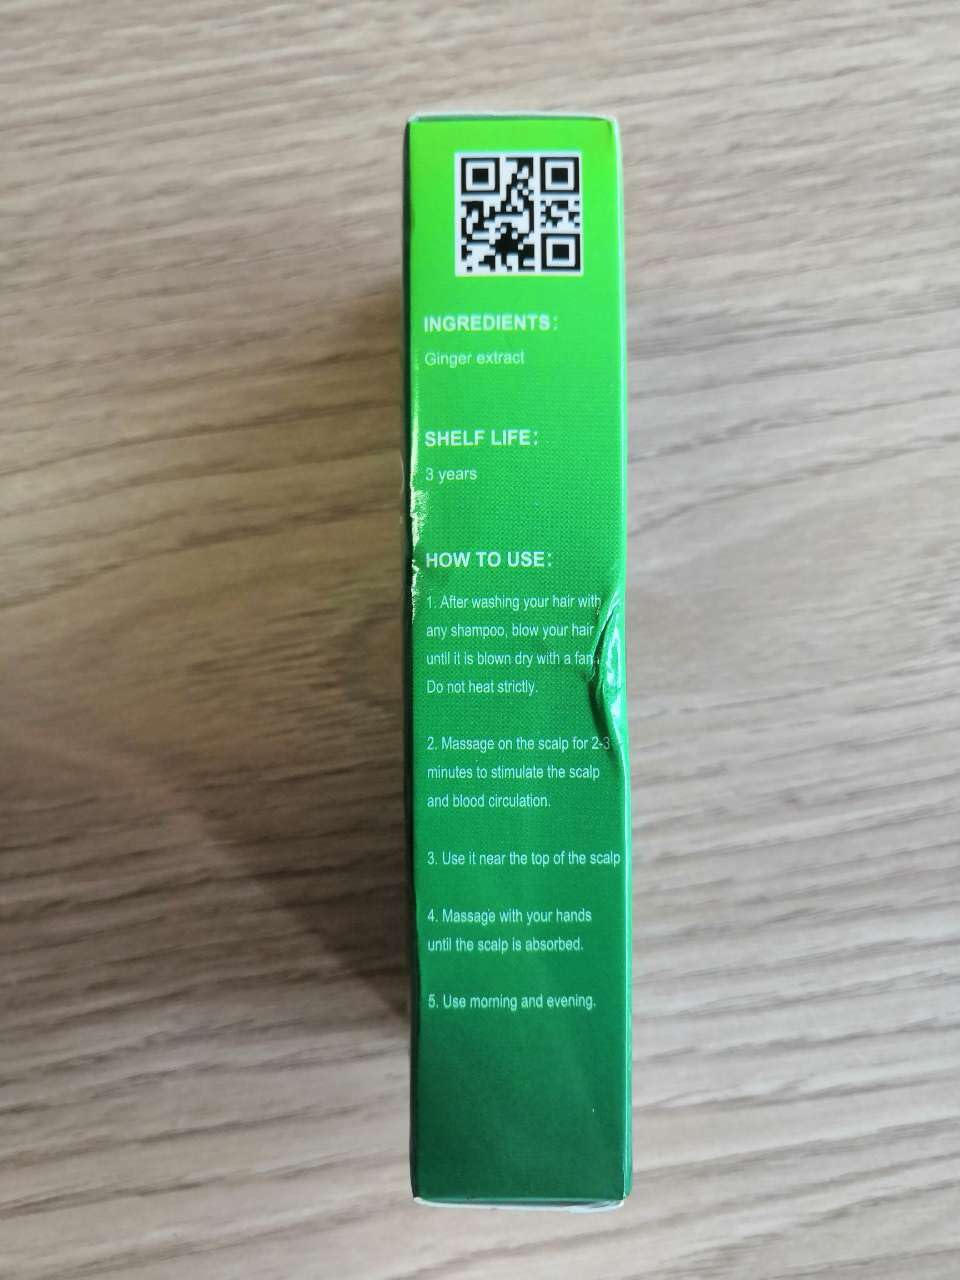 INGREDIENTS:
Ginger extract
SHELF LIFE:
3 years
HOW TO USE:
1. After washing your hair with
any shampoo, blow your hair
until it is blown dry with a fan.
Do not heat strictly.
2. Massage on the scalp for 2-3
minutes to stimulate the scalp
and blood circulation.
3. Use it near the top of the scalp
4. Massage with your hands
until the scalp is absorbed.
5. Use morning and evening.